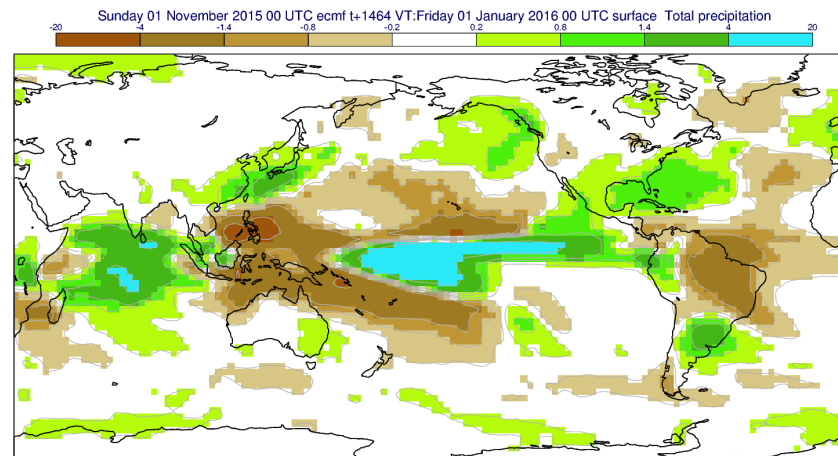 Sunday 01 November 2015 00 UTC ecmf t+1464 VT:Friday 01 January 2016 00 UTC surface Total precipitation
-20 -4 -1.4 -0.8 -0.2 0.2 0.8 1.4 4 20